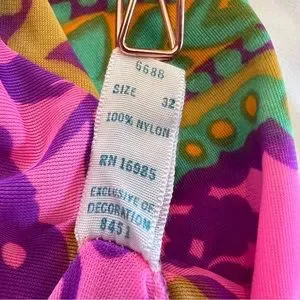 6688
SIZE 32
100% NYLON
RN 16985
EXCLUSIVE OF
DECORATION
8451